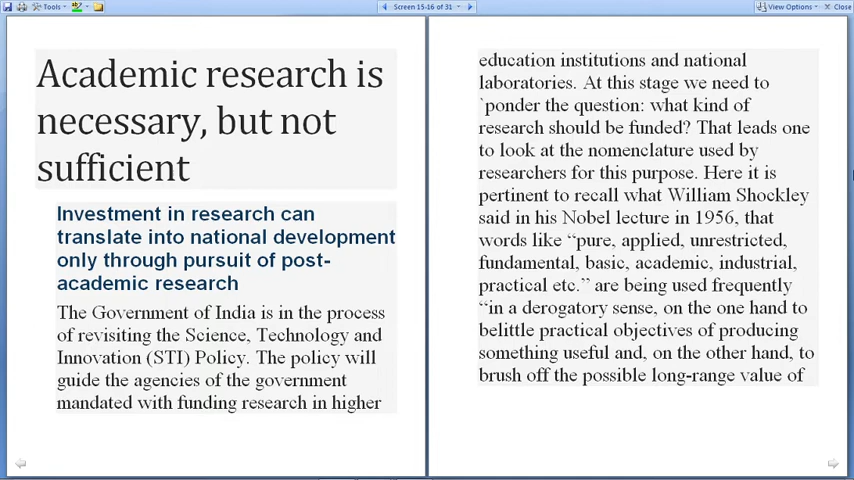 Tools
Screen 15-16 of 31
View Options
Close
Academic research is
necessary, but not
sufficient
Investment in research can
translate into national development
only through pursuit of post-
academic research
The Government of India is in the process
of revisiting the Science, Technology and
Innovation (STI) Policy. The policy will
guide the agencies of the government
mandated with funding research in higher
education institutions and national
laboratories. At this stage we need to
`ponder the question: what kind of
research should be funded? That leads one
to look at the nomenclature used by
researchers for this purpose. Here it is
pertinent to recall what William Shockley
said in his Nobel lecture in 1956, that
words like “pure, applied, unrestricted,
fundamental, basic, academic, industrial,
practical etc.” are being used frequently
“in a derogatory sense, on the one hand to
belittle practical objectives of producing
something useful and, on the other hand, to
brush off the possible long-range value of